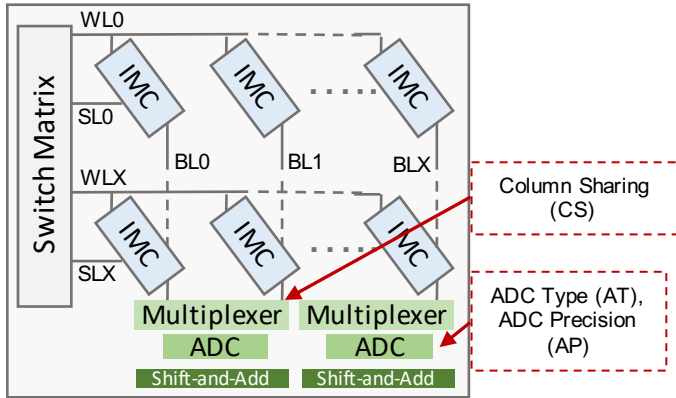 WL0
IMC
IMC
IMC
SL0
BL0
BL1
BLX
WLX
Switch Matrix
IMC
IMC
IMC
SLX
Column Sharing
(CS)
Multiplexer
Multiplexer
ADC
ADC
Shift-and-Add
Shift-and-Add
ADC Type (AT),
ADC Precision
(AP)